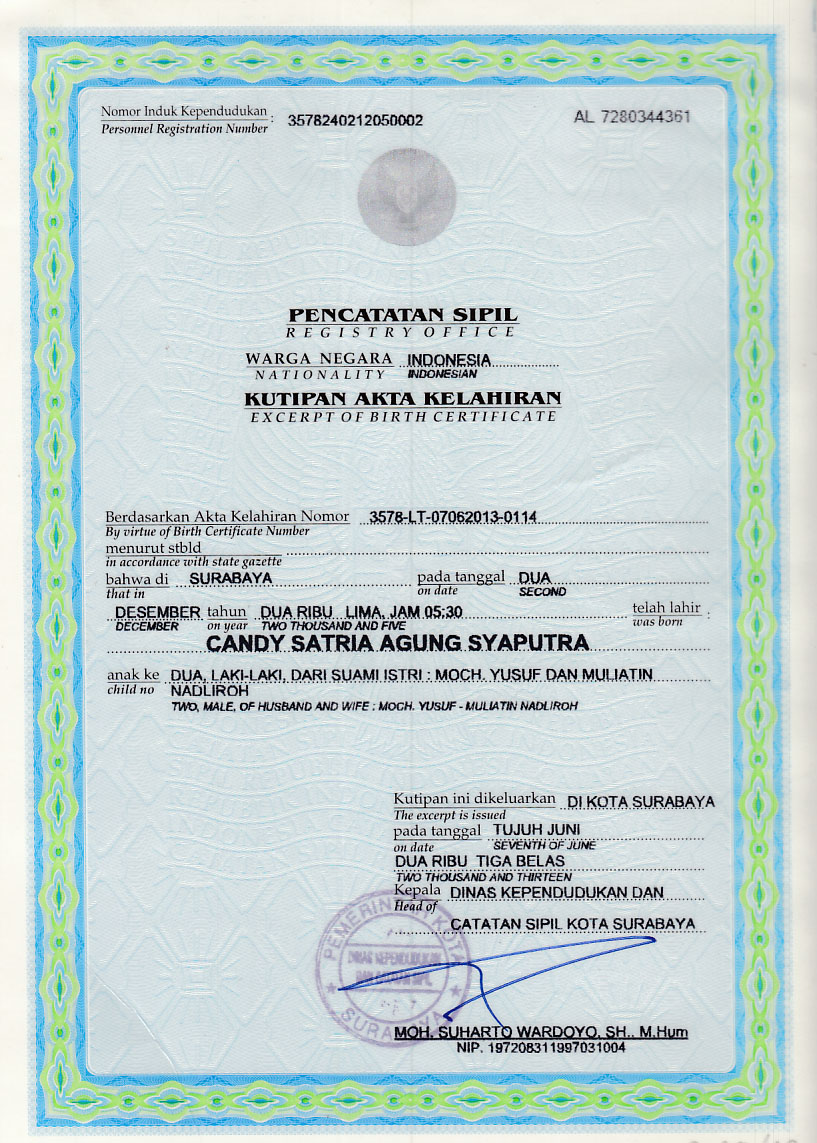 Nomor Induk Kependudukan : 3578240212050002 AL 7280344361
Personnel Registration Number
PENCATATAN SIPIL
REGISTRY OFFICE
WARGA NEGARA INDONESIA
NATIONALITY INDONESIAN
KUTIPAN AKTA KELAHIRAN
EXCERPT OF BIRTH CERTIFICATE
Berdasarkan Akta Kelahiran Nomor 3578-LT-07062013-0114
By virtue of Birth Certificate Number
menurut stbld
in accordance with state gazette
bahwa di SURABAYA pada tanggal DUA
that in on date SECOND
DESEMBER tahun DUA RIBU LIMA, JAM 05:30 telah lahir :
DECEMBER on year TWO THOUSAND AND FIVE was born
CANDY SATRIA AGUNG SYAPUTRA
anak ke DUA, LAKI-LAKI, DARI SUAMI ISTRI : MOCH. YUSUF DAN MULIATIN
child no NADLIROH
TWO, MALE, OF HUSBAND AND WIFE : MOCH. YUSUF - MULIATIN NADLIROH
Kutipan ini dikeluarkan DI KOTA SURABAYA
The excerpt is issued
pada tanggal TUJUH JUNI
on date SEVENTH OF JUNE
DUA RIBU TIGA BELAS
TWO THOUSAND AND THIRTEEN
Kepala DINAS KEPENDUDUKAN DAN
Head of
CATATAN SIPIL KOTA SURABAYA
PEMERINTAH KOTA
DINAS KEPENDUDUKAN
DAN CATATAN SIPIL
SURABAYA
MOH. SUHARTO WARDOYO, SH., M.Hum
NIP. 197208311997031004